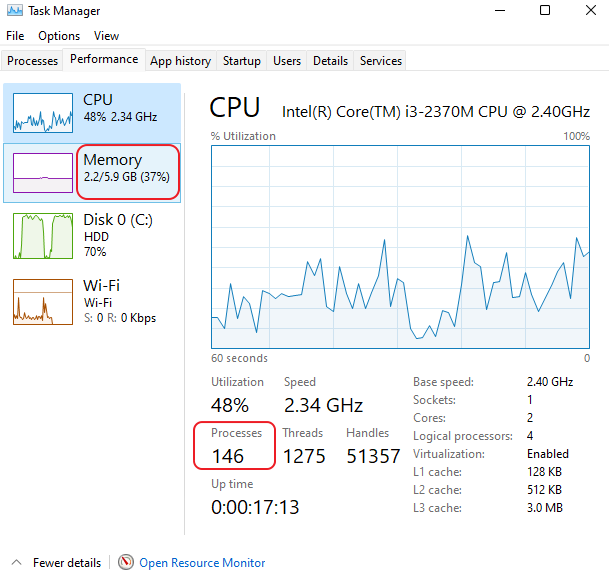 Task Manager
File Options View
Processes Performance App history Startup Users Details Services
CPU
48% 2.34 GHz
Memory
2.2/5.9 GB (37%)
Disk 0 (C:)
HDD
70%
Wi-Fi
Wi-Fi
S: 0 R: 0 Kbps
CPU Intel(R) Core(TM) i3-2370M CPU @ 2.40GHz
% Utilization 100%
60 seconds 0
Utilization Speed
48% 2.34 GHz
Processes Threads Handles
146 1275 51357
Up time
0:00:17:13
Base speed: 2.40 GHz
Sockets: 1
Cores: 2
Logical processors: 4
Virtualization: Enabled
L1 cache: 128 KB
L2 cache: 512 KB
L3 cache: 3.0 MB
Fewer details Open Resource Monitor